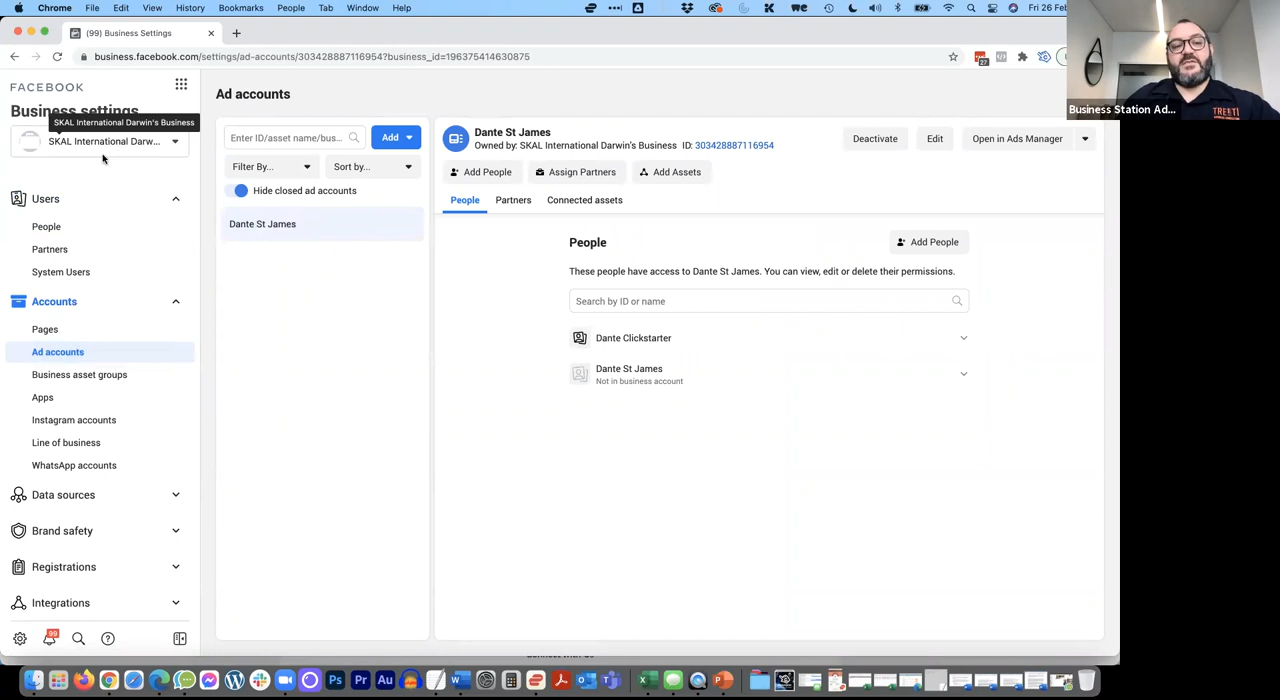 Chrome File Edit View History Bookmarks People Tab Window Help
Fri 26 Feb
(99) Business Settings
business.facebook.com/settings/ad-accounts/303428887116954?business_id=196375414630875
27
FACEBOOK
Business settings
SKAL International Darwin's Business
SKAL International Darw...
Users
People
Partners
System Users
Accounts
Pages
Ad accounts
Business asset groups
Apps
Instagram accounts
Line of business
WhatsApp accounts
Data sources
Brand safety
Registrations
Integrations
99
Ad accounts
Enter ID/asset name/bus...
Add
Filter By...
Sort by...
Hide closed ad accounts
Dante St James
Dante St James
Owned by: SKAL International Darwin's Business ID: 303428887116954
Deactivate
Edit
Open in Ads Manager
Add People
Assign Partners
Add Assets
People
Partners
Connected assets
People
Add People
These people have access to Dante St James. You can view, edit or delete their permissions.
Search by ID or name
Dante Clickstarter
Dante St James
Not in business account
Business Station Ad...